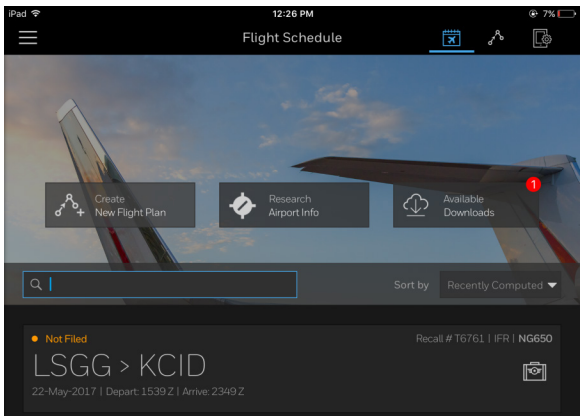 iPad 12:26 PM 7%
Flight Schedule
Create
New Flight Plan
Research
Airport Info
Available
Downloads
1
Sort by Recently Computed
Not Filed
Recall # T6761 | IFR | NG650
LSGG > KCID
22-May-2017 | Depart: 1539 Z | Arrive: 2349 Z